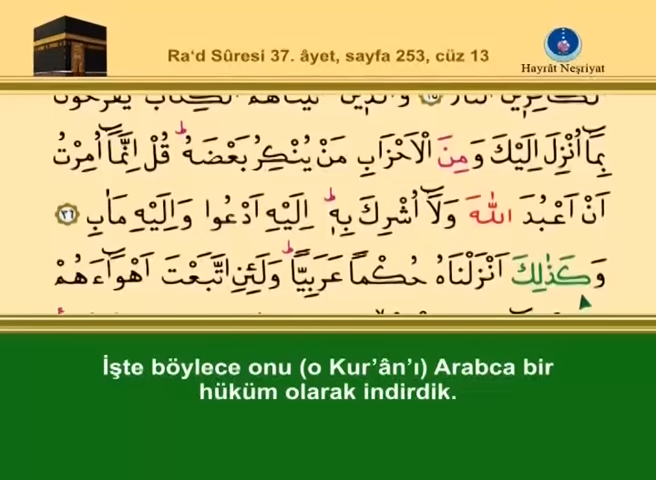 Ra'd Sûresi 37. âyet, sayfa 253, cüz 13
Hayrât Neşriyat
بِمَٓا اُنْزِلَ اِلَيْكَ وَمِنَ الْاَحْزَابِ مَنْ يُنْكِرُ بَعْضَهُ ۜ قُلْ اِنَّمَٓا اُمِرْتُ
اَنْ اَعْبُدَ اللّٰهَ وَلَٓا اُشْرِكَ بِهٖ ۜ اِلَيْهِ اَدْعُوا وَاِلَيْهِ مَاٰبِ ٣٦
وَكَذٰلِكَ اَنْزَلْنَاهُ حُكْمًا عَرَبِيًّا ۜ وَلَئِنِ اتَّبَعْتَ اَهْوَٓاءَهُمْ
İşte böylece onu (o Kur'ân'ı) Arabca bir
hüküm olarak indirdik.